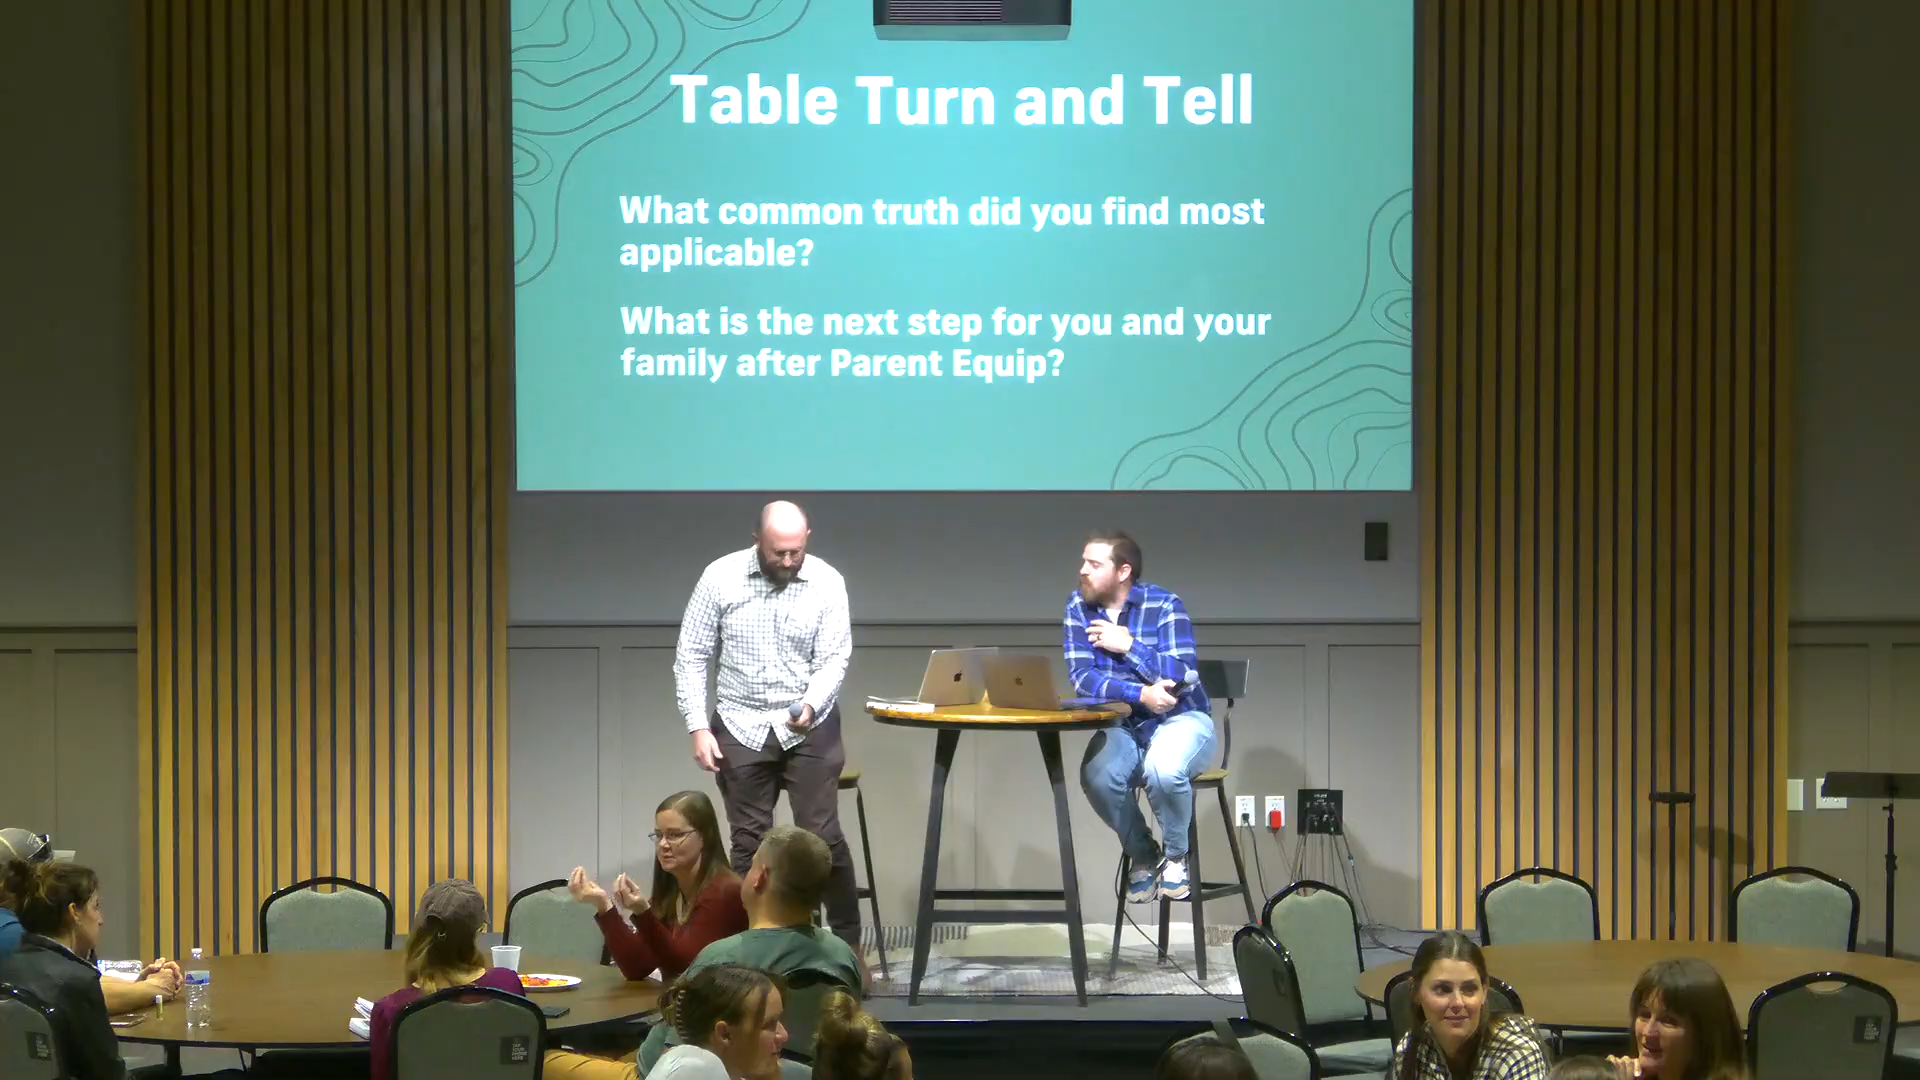 Table Turn and Tell
What common truth did you find most
applicable?
What is the next step for you and your
family after Parent Equip?